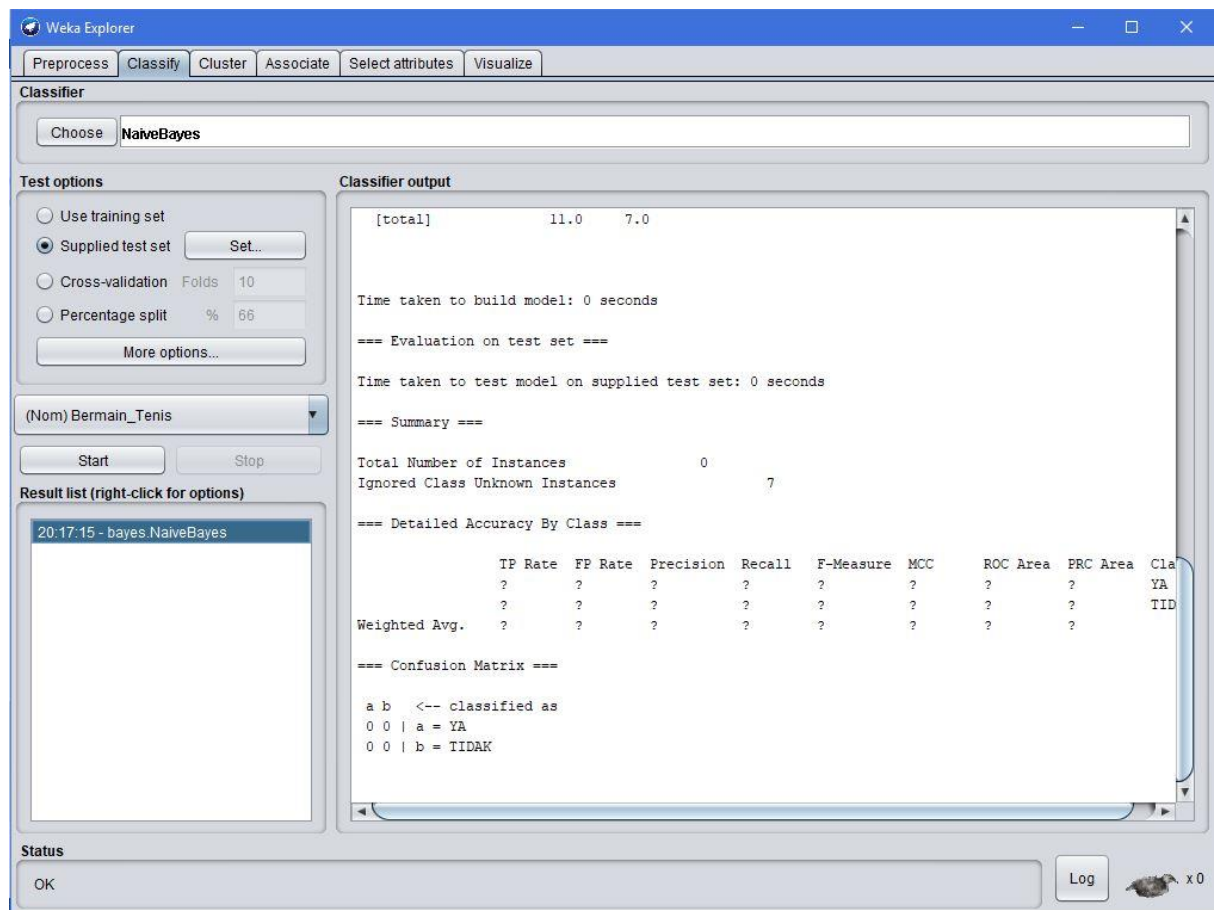 Weka Explorer
Preprocess Classify Cluster Associate Select attributes Visualize
Classifier
Choose NaiveBayes
Test options
Use training set
Supplied test set Set...
Cross-validation Folds 10
Percentage split % 66
More options...
(Nom) Bermain_Tenis
Start Stop
Result list (right-click for options)
20:17:15 - bayes.NaiveBayes
Classifier output
[total] 11.0 7.0
Time taken to build model: 0 seconds
=== Evaluation on test set ===
Time taken to test model on supplied test set: 0 seconds
=== Summary ===
Total Number of Instances 0
Ignored Class Unknown Instances 7
=== Detailed Accuracy By Class ===
TP Rate FP Rate Precision Recall F-Measure MCC ROC Area PRC Area Cla
? ? ? ? ? ? ? ? YA
? ? ? ? ? ? ? ? TID
Weighted Avg. ? ? ? ? ? ? ? ?
=== Confusion Matrix ===
a b <-- classified as
0 0 | a = YA
0 0 | b = TIDAK
Status
OK
Log x 0